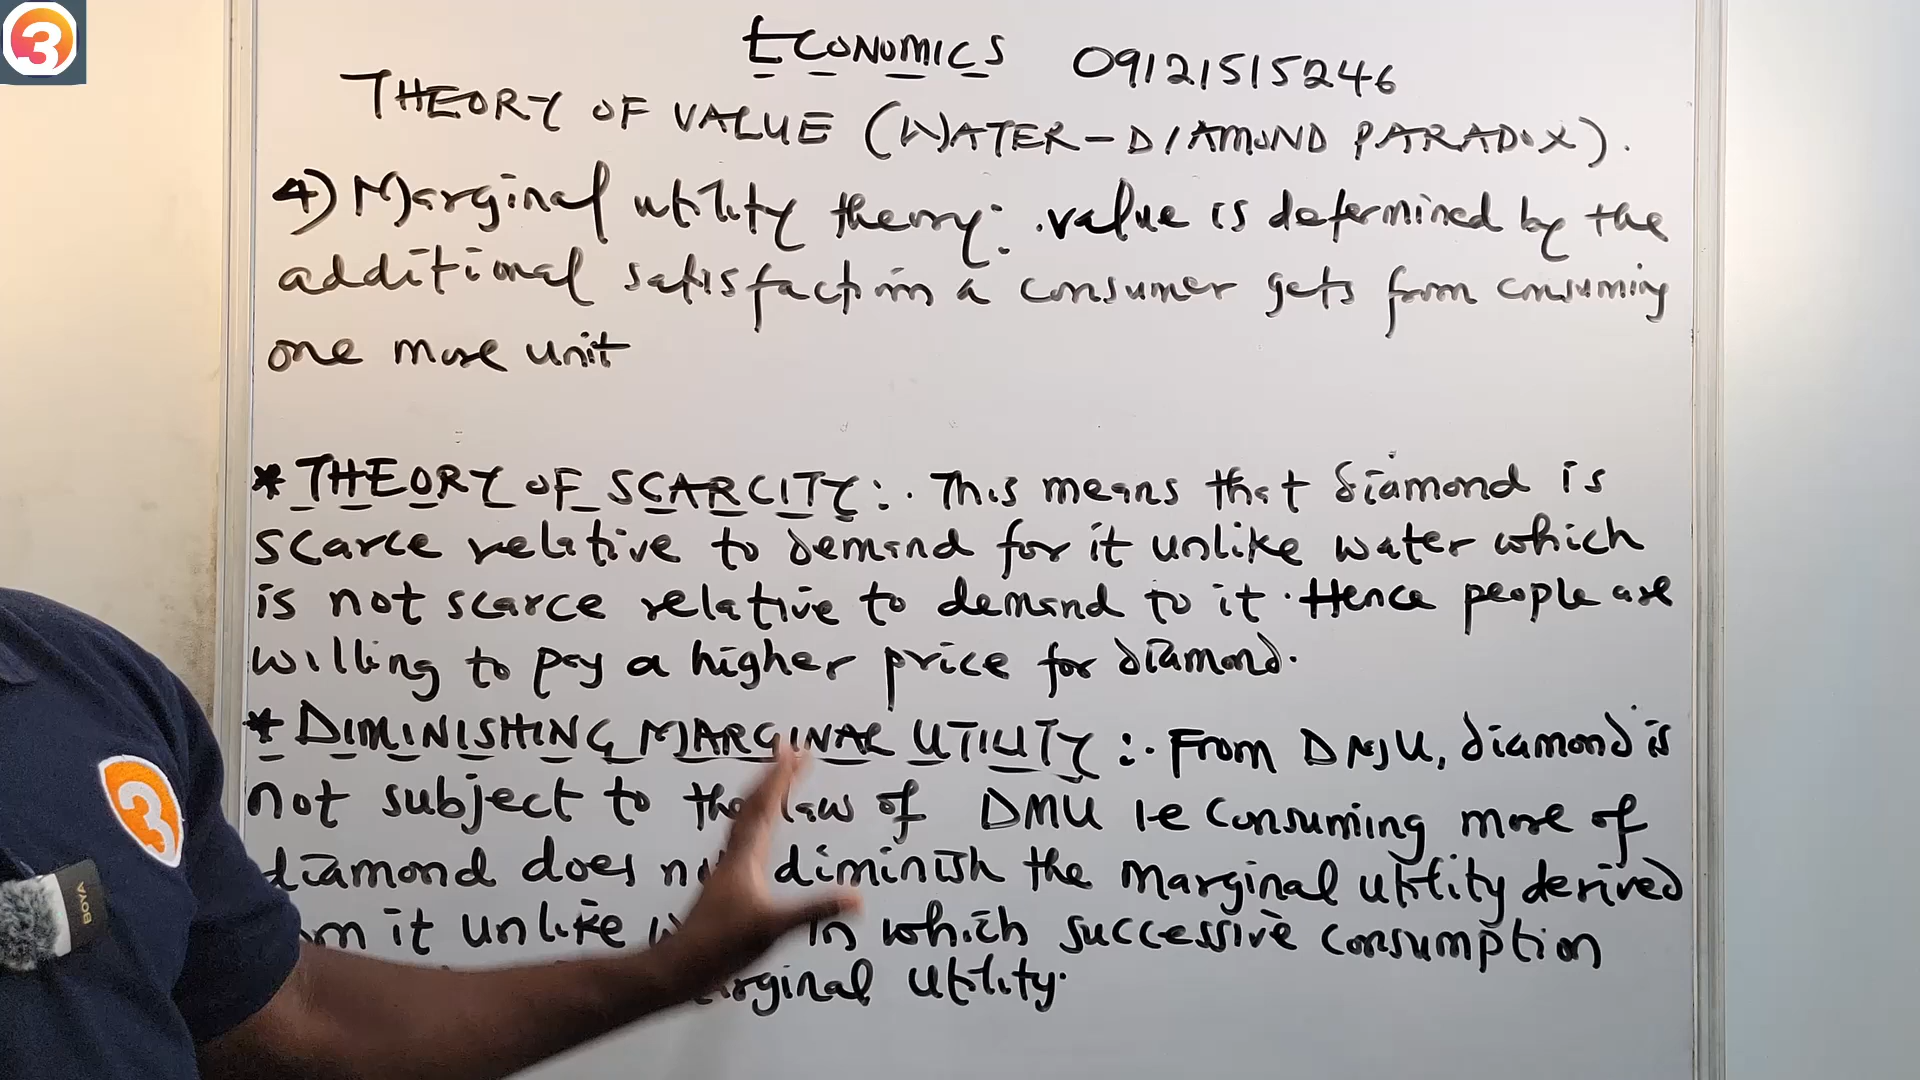 3
ECONOMICS 09121515246
THEORY OF VALUE (WATER-DIAMOND PARADOX).
4) Marginal utility theory: value is determined by the
additional satisfaction a consumer gets from consuming
one more unit
* THEORY OF SCARCITY:. This means that diamond is
scarce relative to demand for it unlike water which
is not scarce relative to demand to it. Hence people are
willing to pay a higher price for diamond.
* DIMINISHING MARGINAL UTILITY:. From DMU, diamond is
not subject to the law of DMU i.e consuming more of
diamond does diminish the marginal utility derived
it unlike in which successive consumption
utility.
3
BOYA